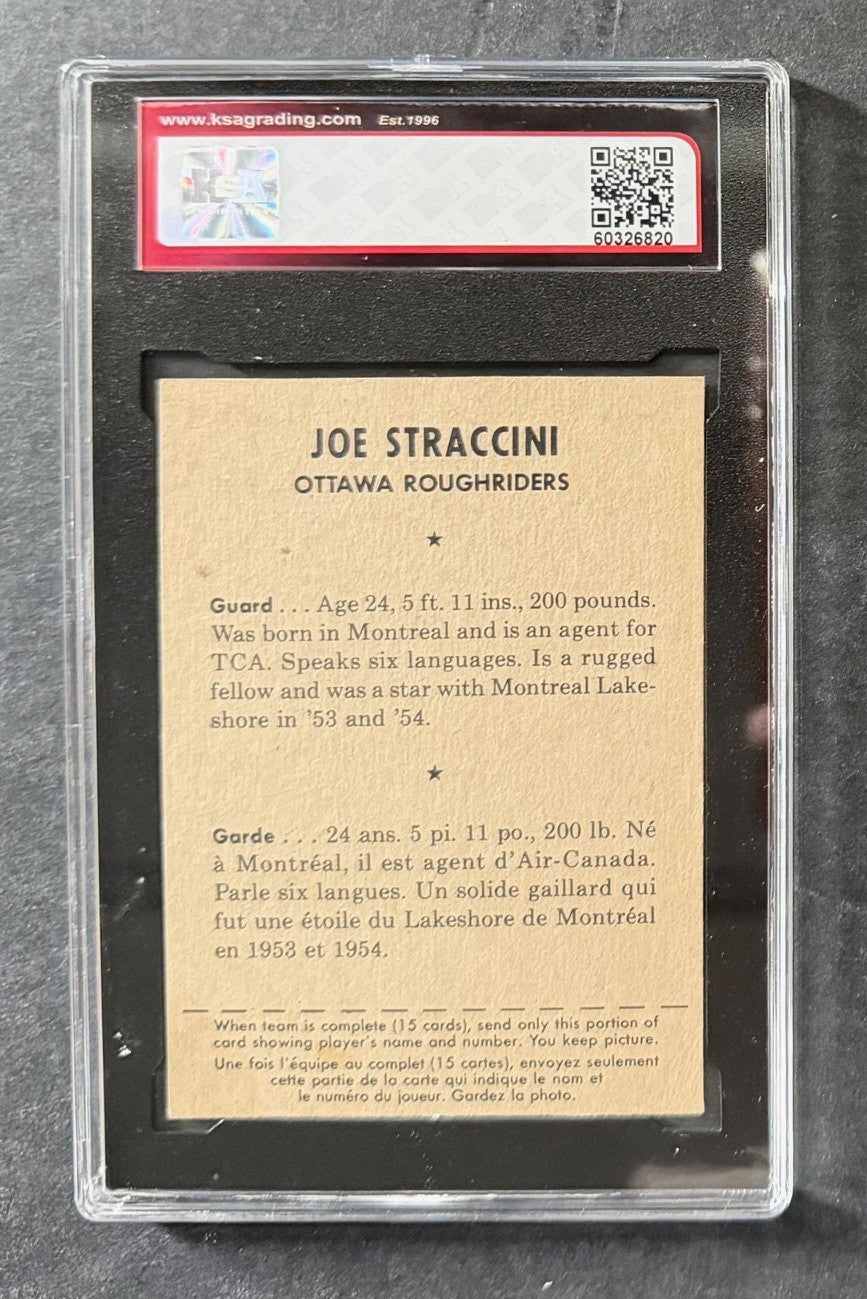 www.ksagrading.com Est.1996
KSA
60326820
JOE STRACCINI
OTTAWA ROUGHRIDERS
Guard . . . Age 24, 5 ft. 11 ins., 200 pounds.
Was born in Montreal and is an agent for
TCA. Speaks six languages. Is a rugged
fellow and was a star with Montreal Lake-
shore in '53 and '54.
Garde . . . 24 ans. 5 pi. 11 po., 200 lb. Né
à Montréal, il est agent d'Air-Canada.
Parle six langues. Un solide gaillard qui
fut une étoile du Lakeshore de Montréal
en 1953 et 1954.
When team is complete (15 cards), send only this portion of
card showing player's name and number. You keep picture.
Une fois l'équipe au complet (15 cartes), envoyez seulement
cette partie de la carte qui indique le nom et
le numéro du joueur. Gardez la photo.